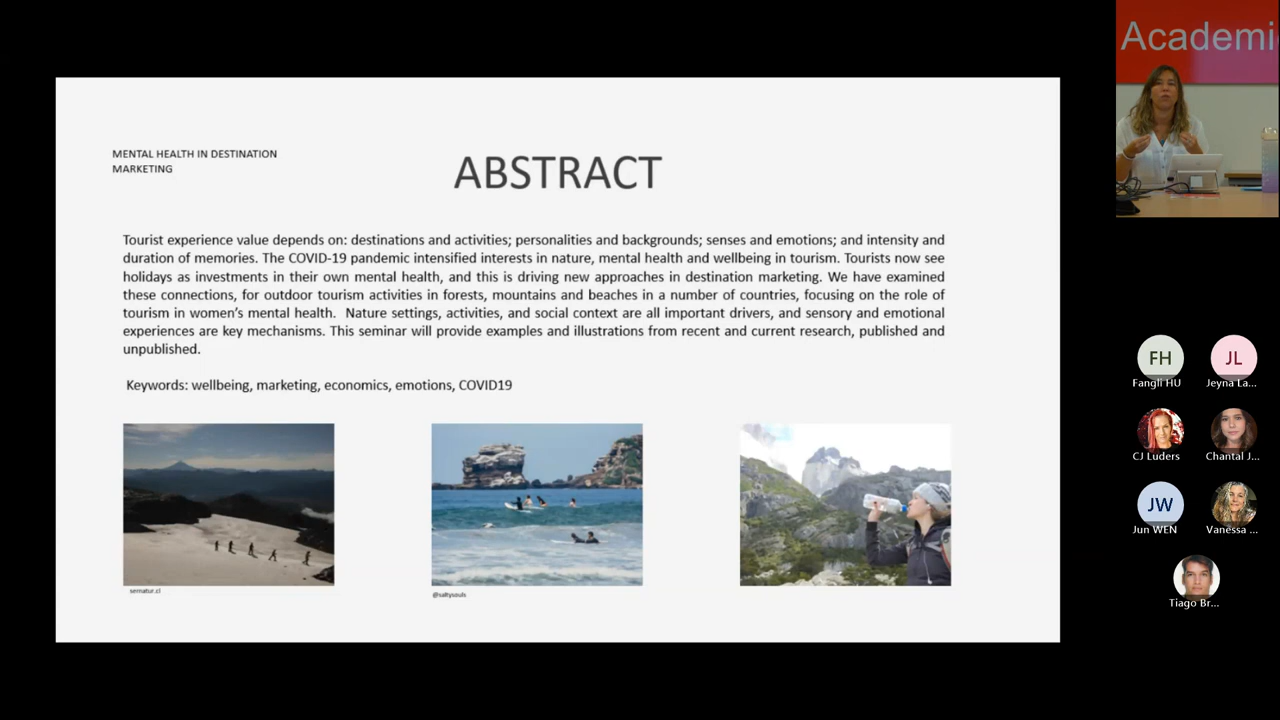 Academi
MENTAL HEALTH IN DESTINATION
MARKETING
ABSTRACT
Tourist experience value depends on: destinations and activities; personalities and backgrounds; senses and emotions; and intensity and
duration of memories. The COVID-19 pandemic intensified interests in nature, mental health and wellbeing in tourism. Tourists now see
holidays as investments in their own mental health, and this is driving new approaches in destination marketing. We have examined
these connections, for outdoor tourism activities in forests, mountains and beaches in a number of countries, focusing on the role of
tourism in women's mental health. Nature settings, activities, and social context are all important drivers, and sensory and emotional
experiences are key mechanisms. This seminar will provide examples and illustrations from recent and current research, published and
unpublished.
Keywords: wellbeing, marketing, economics, emotions, COVID19
sernatur.cl
@saltysouls
FH
JL
Fangli HU
Jeyna La...
CJ Luders
Chantal J...
JW
Jun WEN
Vanessa ...
Tiago Br...